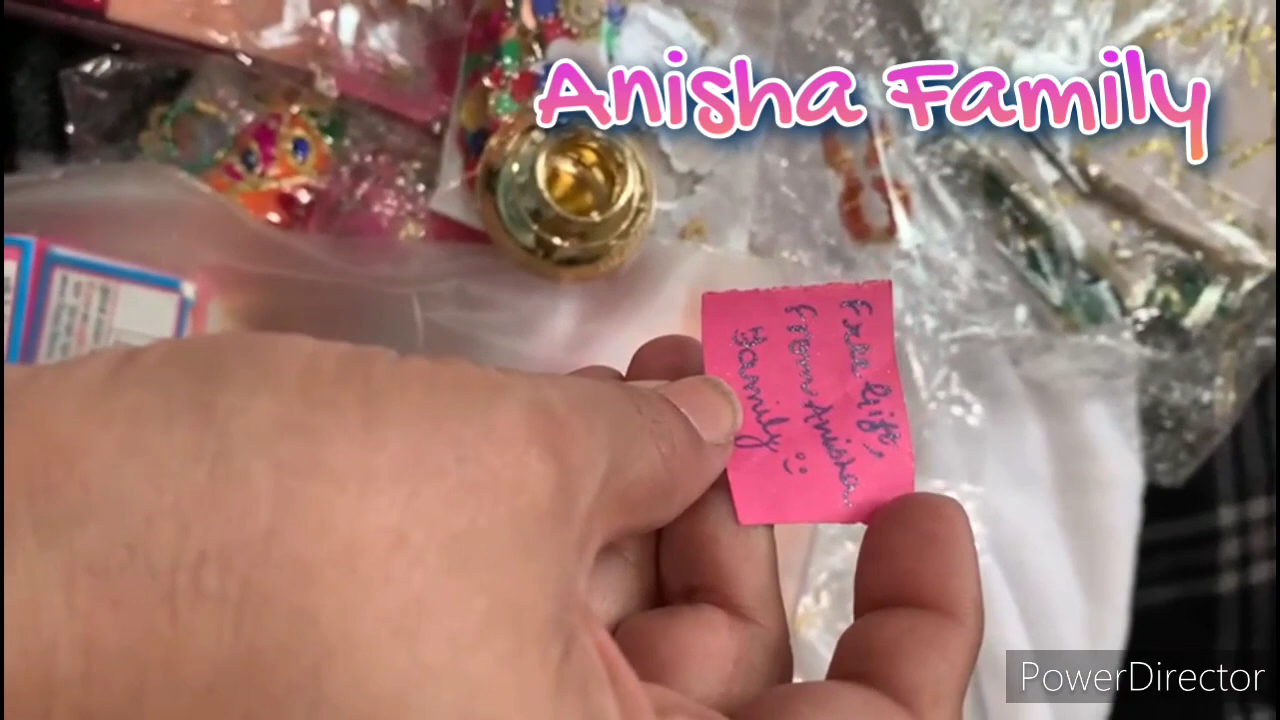 Anisha Family
Free Gift
From Anisha
Family :)
PowerDirector